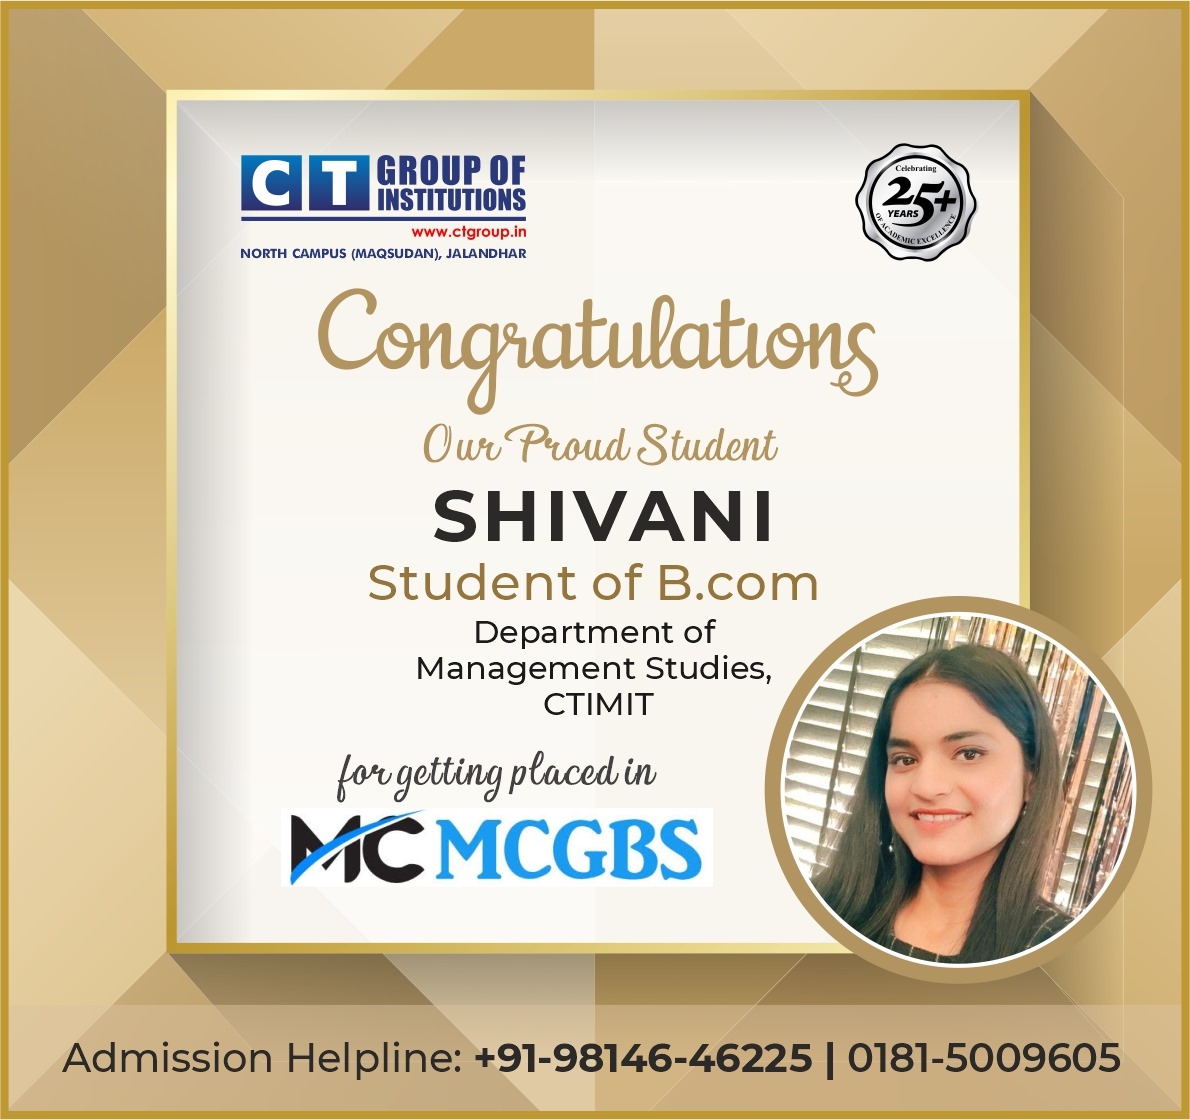 CT GROUP OF
INSTITUTIONS
www.ctgroup.in
NORTH CAMPUS (MAQSUDAN), JALANDHAR
Celebrating
25+
YEARS
OF ACADEMIC EXCELLENCE
Congratulations
Our Proud Student
SHIVANI
Student of B.com
Department of
Management Studies,
CTIMIT
for getting placed in
MC MCGBS
Admission Helpline: +91-98146-46225 | 0181-5009605